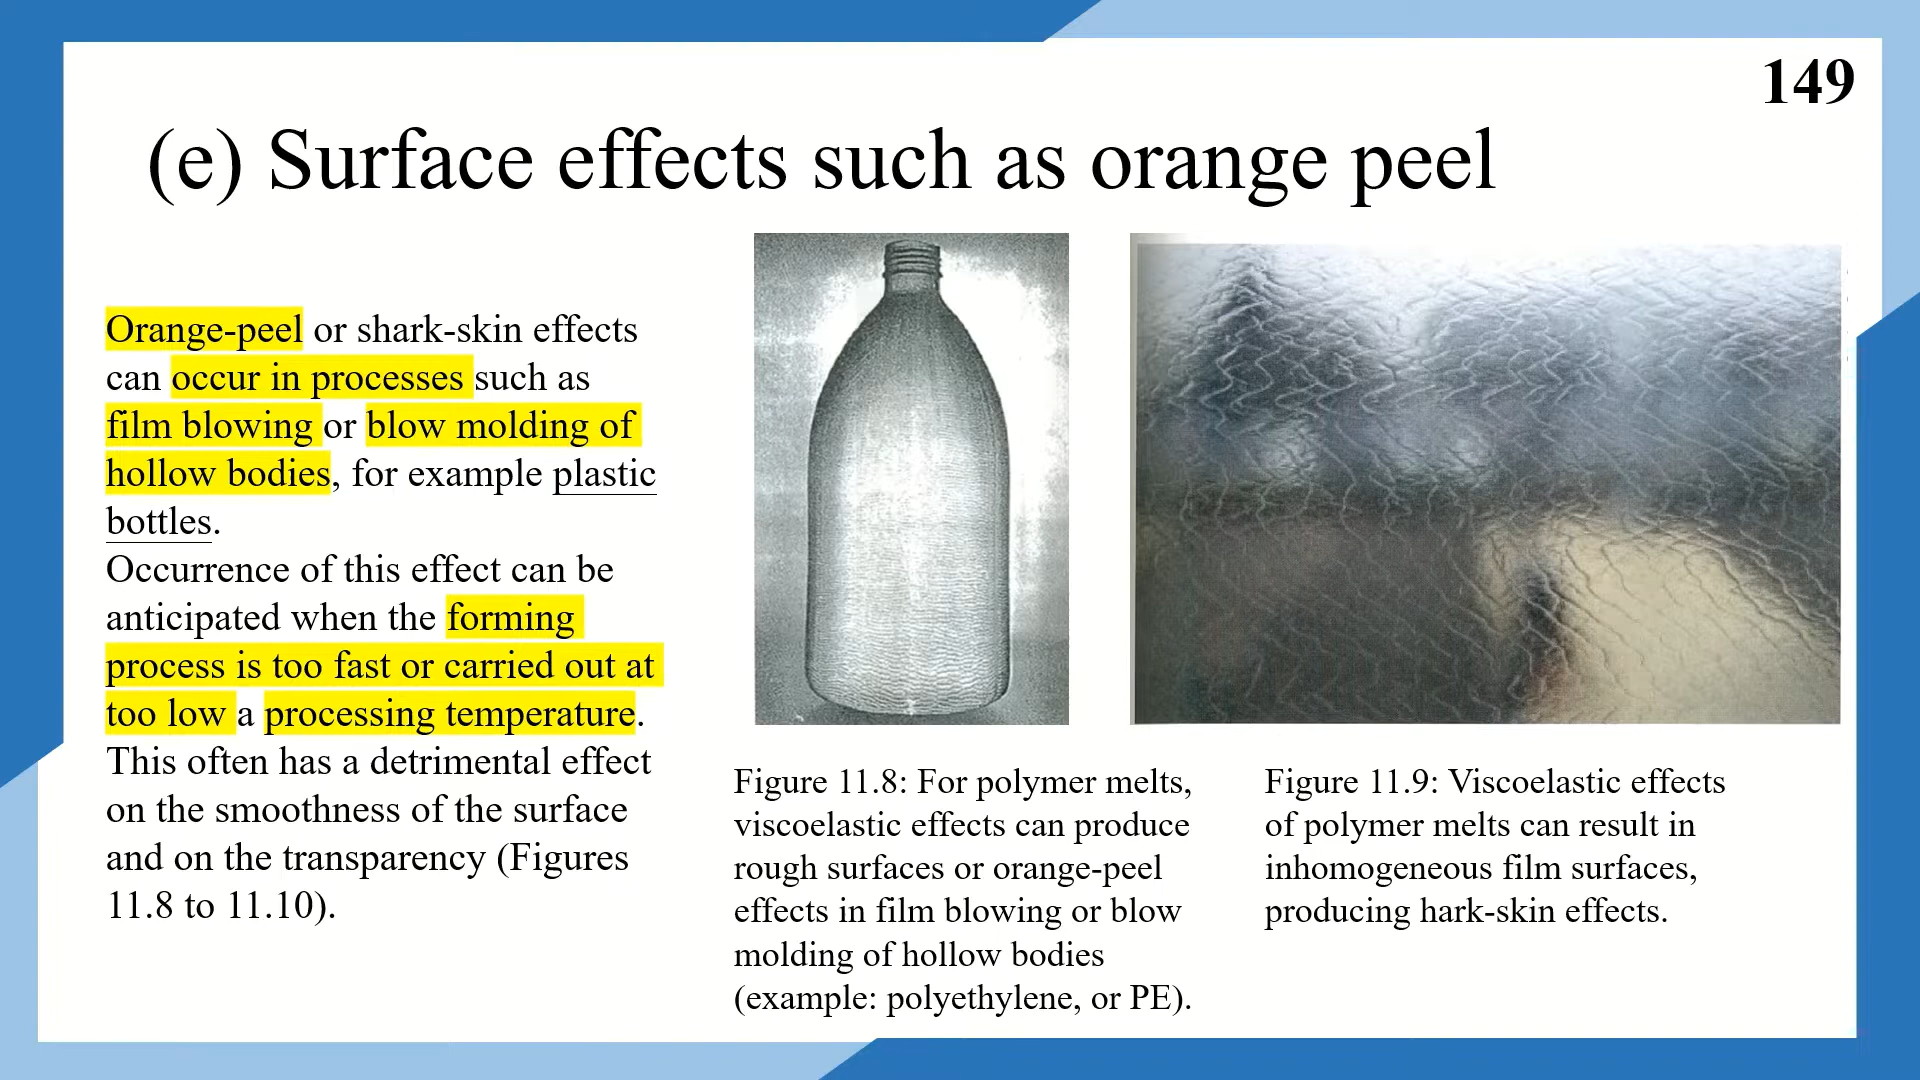 149
(e) Surface effects such as orange peel
Orange-peel or shark-skin effects
can occur in processes such as
film blowing or blow molding of
hollow bodies, for example plastic
bottles.
Occurrence of this effect can be
anticipated when the forming
process is too fast or carried out at
too low a processing temperature.
This often has a detrimental effect
on the smoothness of the surface
and on the transparency (Figures
11.8 to 11.10).
Figure 11.8: For polymer melts,
viscoelastic effects can produce
rough surfaces or orange-peel
effects in film blowing or blow
molding of hollow bodies
(example: polyethylene, or PE).
Figure 11.9: Viscoelastic effects
of polymer melts can result in
inhomogeneous film surfaces,
producing hark-skin effects.